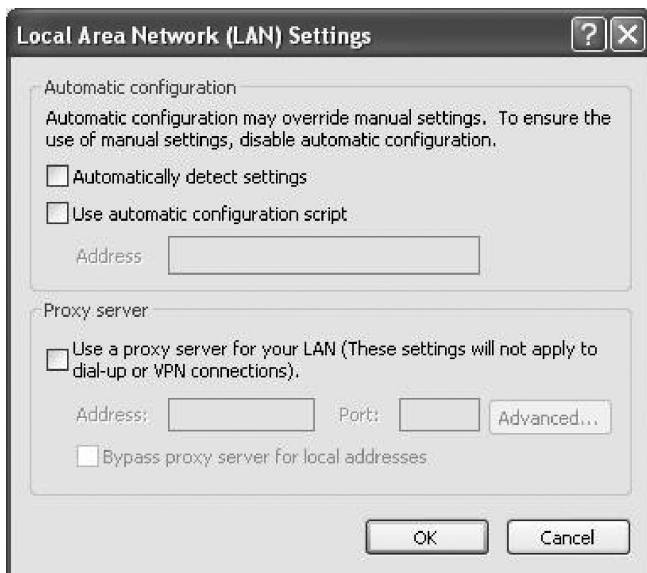 Local Area Network (LAN) Settings
Automatic configuration
Automatic configuration may override manual settings. To ensure the
use of manual settings, disable automatic configuration.
Automatically detect settings
Use automatic configuration script
Address
Proxy server
Use a proxy server for your LAN (These settings will not apply to
dial-up or VPN connections).
Address: Port: Advanced...
Bypass proxy server for local addresses
OK Cancel